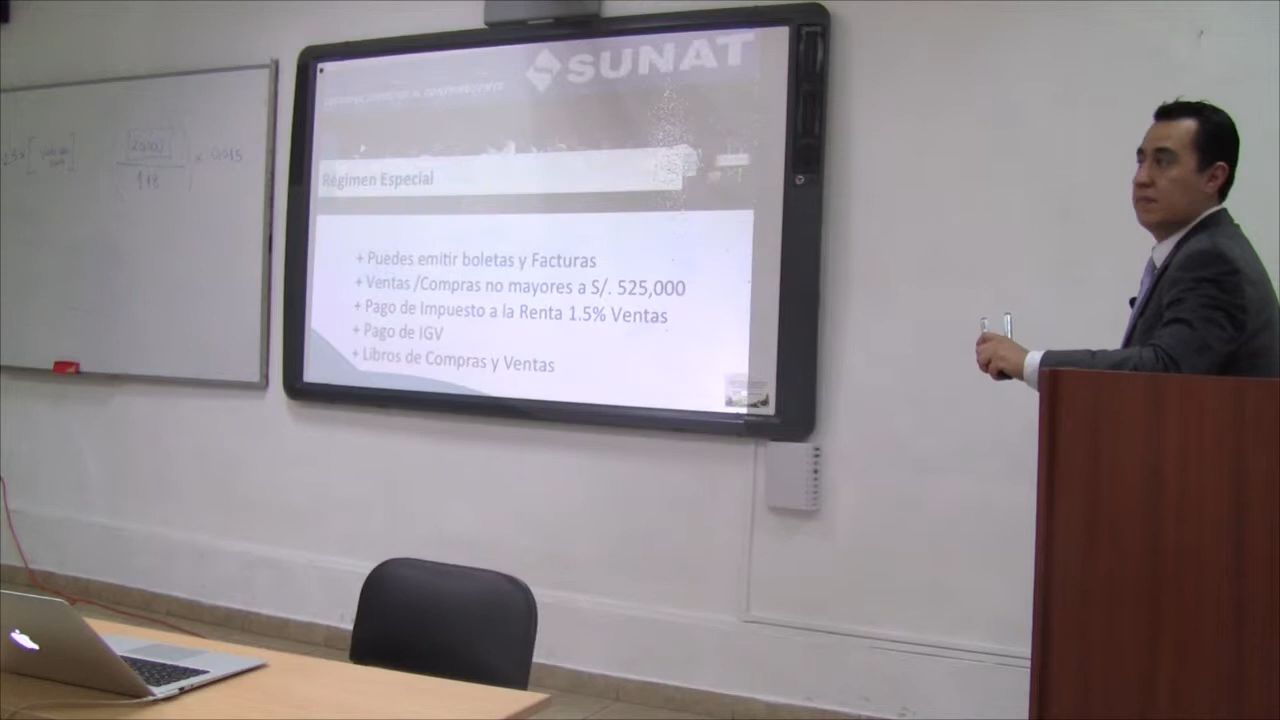 SUNAT
Régimen Especial
+ Puedes emitir boletas y Facturas
+ Ventas /Compras no mayores a S/. 525,000
+ Pago de Impuesto a la Renta 1.5% Ventas
+ Pago de IGV
+ Libros de Compras y Ventas